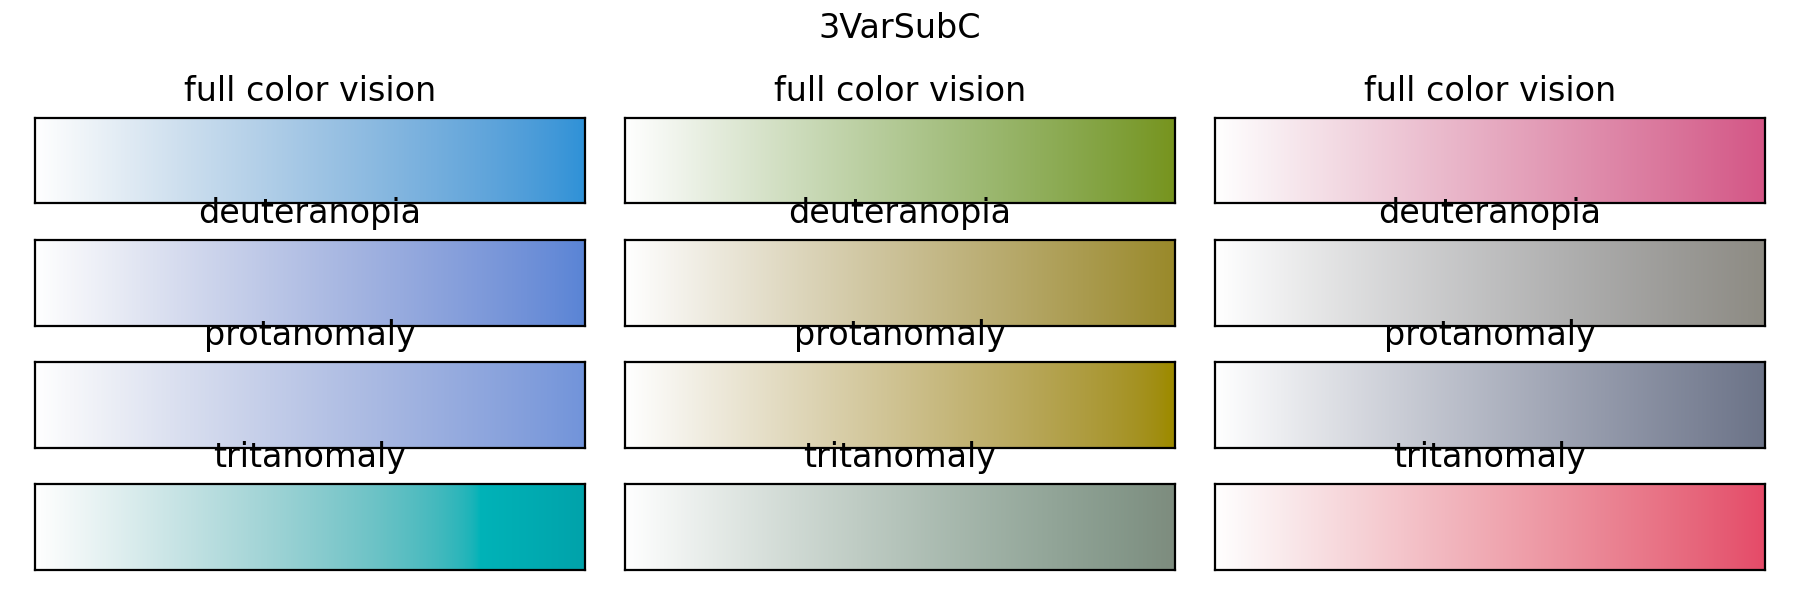 3VarSubC
full color vision full color vision full color vision
deuteranopia deuteranopia deuteranopia
protanomaly protanomaly protanomaly
tritanomaly tritanomaly tritanomaly